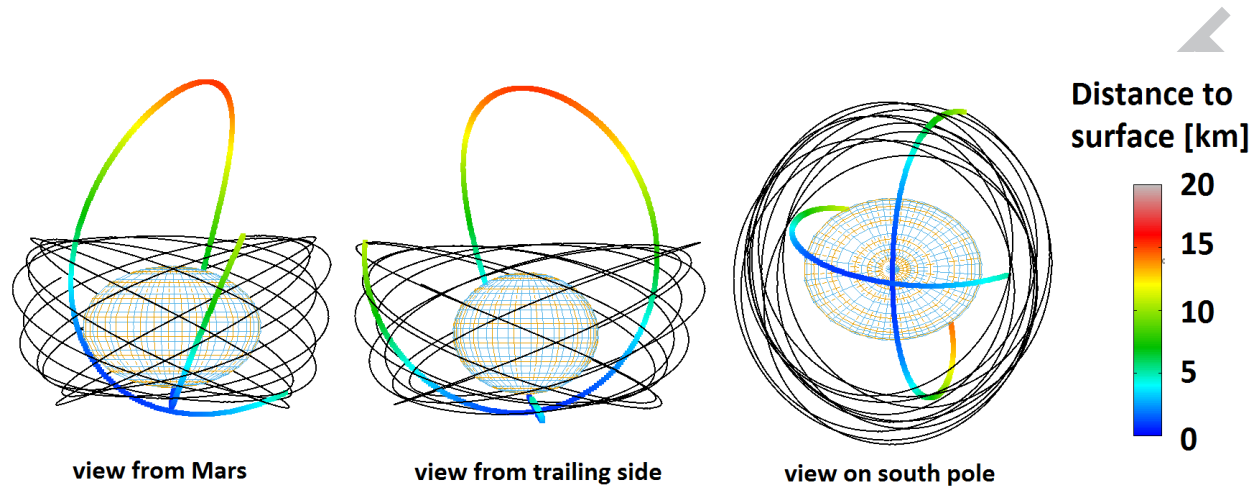 Distance to
surface [km]
20
15
10
5
0
view from Mars
view from trailing side
view on south pole